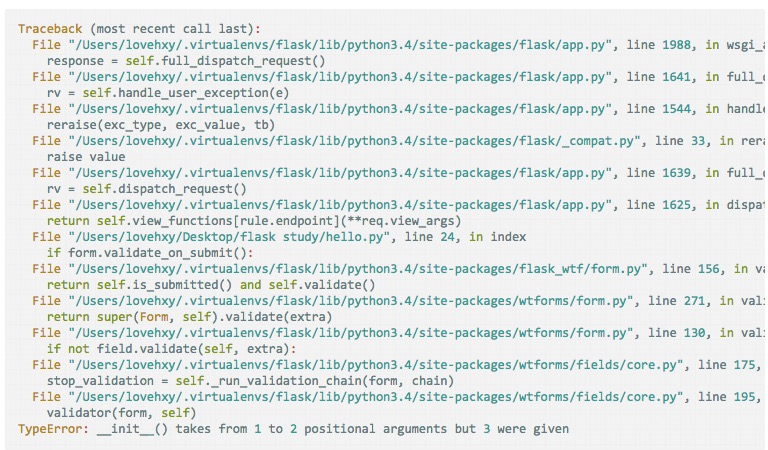 Traceback (most recent call last):
File "/Users/lovehxy/.virtualenvs/flask/lib/python3.4/site-packages/flask/app.py", line 1988, in wsgi_a
response = self.full_dispatch_request()
File "/Users/lovehxy/.virtualenvs/flask/lib/python3.4/site-packages/flask/app.py", line 1641, in full_d
rv = self.handle_user_exception(e)
File "/Users/lovehxy/.virtualenvs/flask/lib/python3.4/site-packages/flask/app.py", line 1544, in handle
reraise(exc_type, exc_value, tb)
File "/Users/lovehxy/.virtualenvs/flask/lib/python3.4/site-packages/flask/_compat.py", line 33, in rera
raise value
File "/Users/lovehxy/.virtualenvs/flask/lib/python3.4/site-packages/flask/app.py", line 1639, in full_d
rv = self.dispatch_request()
File "/Users/lovehxy/.virtualenvs/flask/lib/python3.4/site-packages/flask/app.py", line 1625, in dispat
return self.view_functions[rule.endpoint](**req.view_args)
File "/Users/lovehxy/Desktop/flask study/hello.py", line 24, in index
if form.validate_on_submit():
File "/Users/lovehxy/.virtualenvs/flask/lib/python3.4/site-packages/flask_wtf/form.py", line 156, in va
return self.is_submitted() and self.validate()
File "/Users/lovehxy/.virtualenvs/flask/lib/python3.4/site-packages/wtforms/form.py", line 271, in vali
return super(Form, self).validate(extra)
File "/Users/lovehxy/.virtualenvs/flask/lib/python3.4/site-packages/wtforms/form.py", line 130, in vali
if not field.validate(self, extra):
File "/Users/lovehxy/.virtualenvs/flask/lib/python3.4/site-packages/wtforms/fields/core.py", line 175,
stop_validation = self._run_validation_chain(form, chain)
File "/Users/lovehxy/.virtualenvs/flask/lib/python3.4/site-packages/wtforms/fields/core.py", line 195,
validator(form, self)
TypeError: __init__() takes from 1 to 2 positional arguments but 3 were given